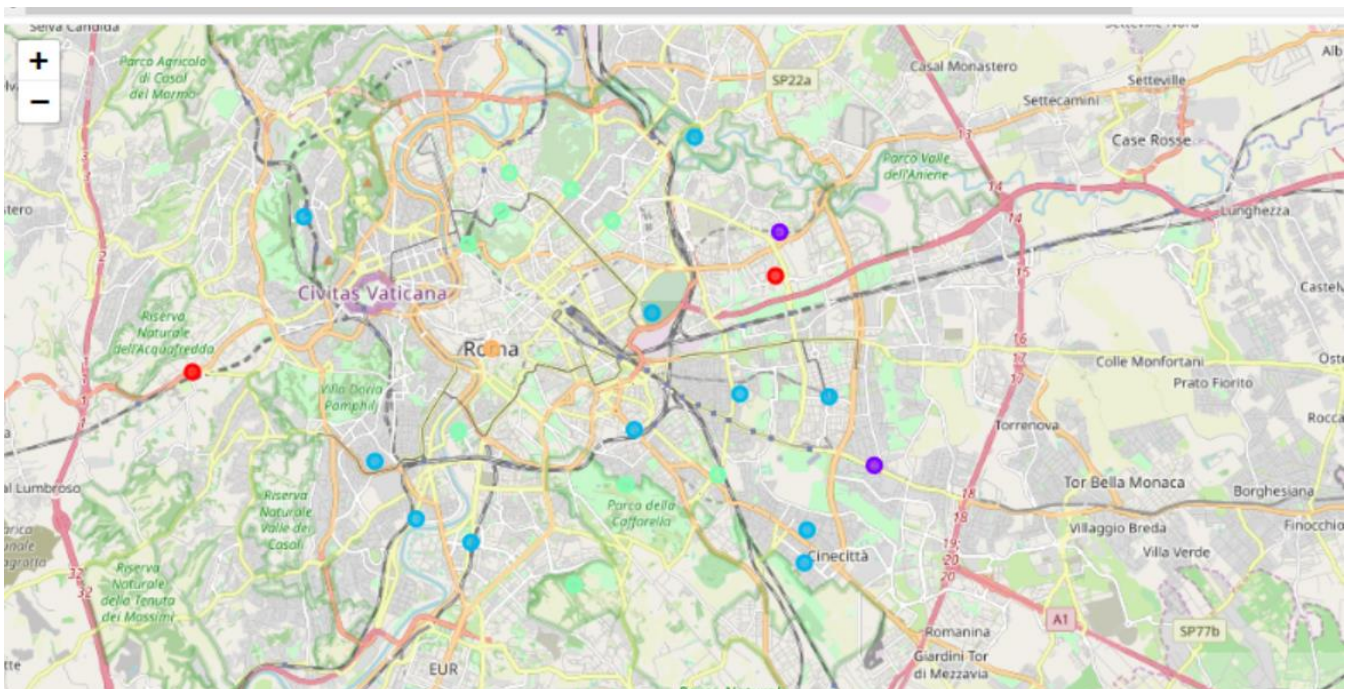 Selva Candida
+
−
Parco Agricolo
di Casal
del Marmo
SP22a
Casal Monastero
Setteville
Settecamini
Case Rosse
13
Parco Valle
dell'Aniene
14
14
Lunghezza
2
15
Civitas Vaticana
Riserva
Naturale
dell'Acquafredda
Roma
16
17
17
Colle Monfortani
Prato Fiorito
Villa Doria
Pamphilj
Torrenova
Tor Bella Monaca
Borghesiana
18
18
Riserva
Naturale
Valle dei
Casali
Parco della
Caffarella
Villaggio Breda
Finocchio
Villa Verde
19
20
20
Cinecittà
32
32
Riserva
Naturale
della Tenuta
dei Massimi
A1
SP77b
Romanina
Giardini Tor
di Mezzavia
EUR